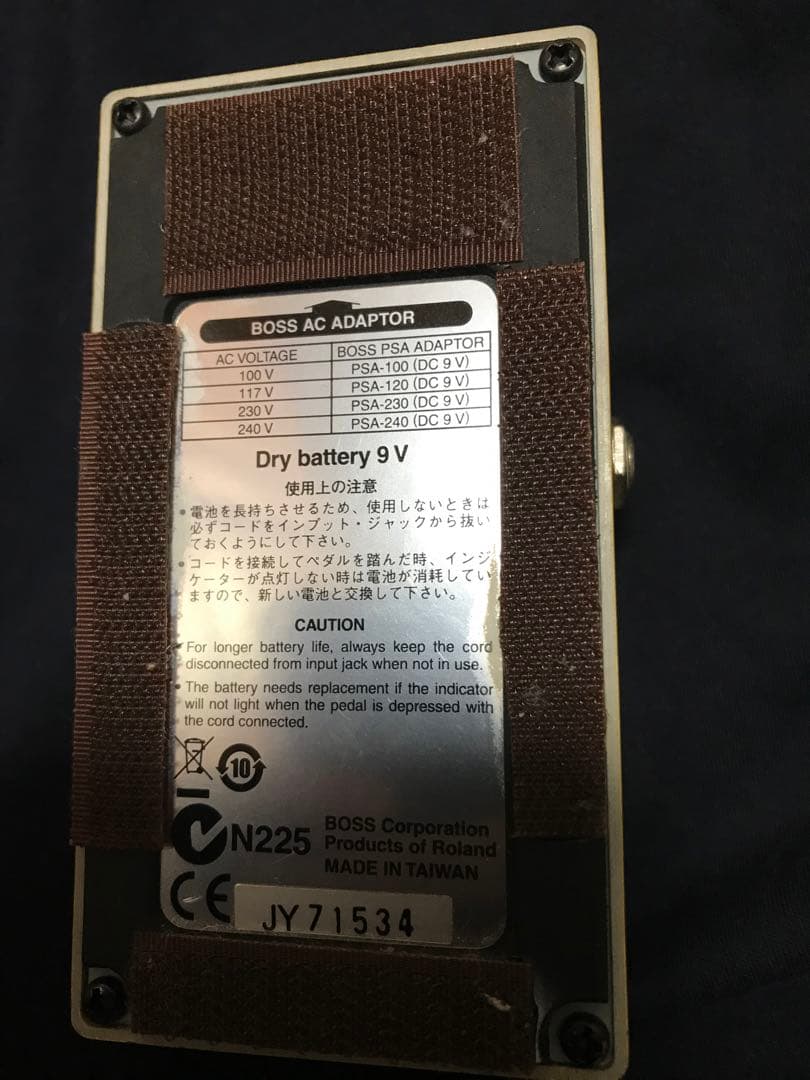 BOSS AC ADAPTOR
AC VOLTAGE BOSS PSA ADAPTOR
100 V PSA-100 (DC 9 V)
117 V PSA-120 (DC 9 V)
230 V PSA-230 (DC 9 V)
240 V PSA-240 (DC 9 V)
Dry battery 9 V
使用上の注意
• 電池を長持ちさせるため、使用しないときは
必ずコードをインプット・ジャックから抜い
ておくようにして下さい。
• コードを接続してペダルを踏んだ時、インジ
ケーターが点灯しない時は電池が消耗してい
ますので、新しい電池と交換して下さい。
CAUTION
• For longer battery life, always keep the cord
disconnected from input jack when not in use.
• The battery needs replacement if the indicator
will not light when the pedal is depressed with
the cord connected.
10
N225
BOSS Corporation
Products of Roland
MADE IN TAIWAN
CE
JY71534